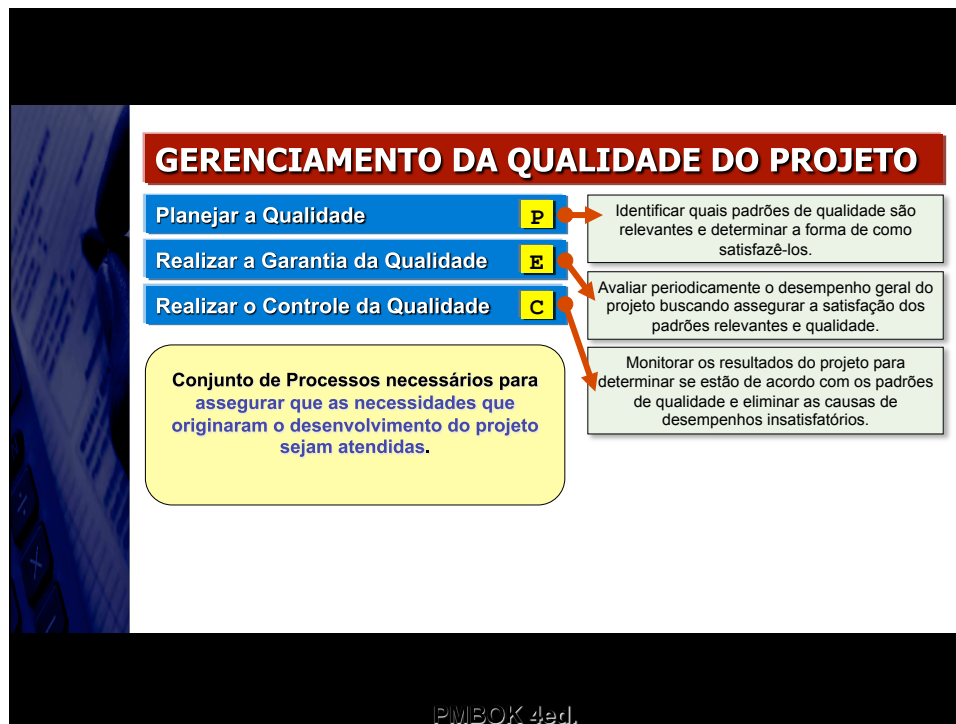 GERENCIAMENTO DA QUALIDADE DO PROJETO
Planejar a Qualidade P
Realizar a Garantia da Qualidade E
Realizar o Controle da Qualidade C
Identificar quais padrões de qualidade são
relevantes e determinar a forma de como
satisfazê-los.
Avaliar periodicamente o desempenho geral do
projeto buscando assegurar a satisfação dos
padrões relevantes e qualidade.
Monitorar os resultados do projeto para
determinar se estão de acordo com os padrões
de qualidade e eliminar as causas de
desempenhos insatisfatórios.
Conjunto de Processos necessários para
assegurar que as necessidades que
originaram o desenvolvimento do projeto
sejam atendidas.
PMBOK 4ed.